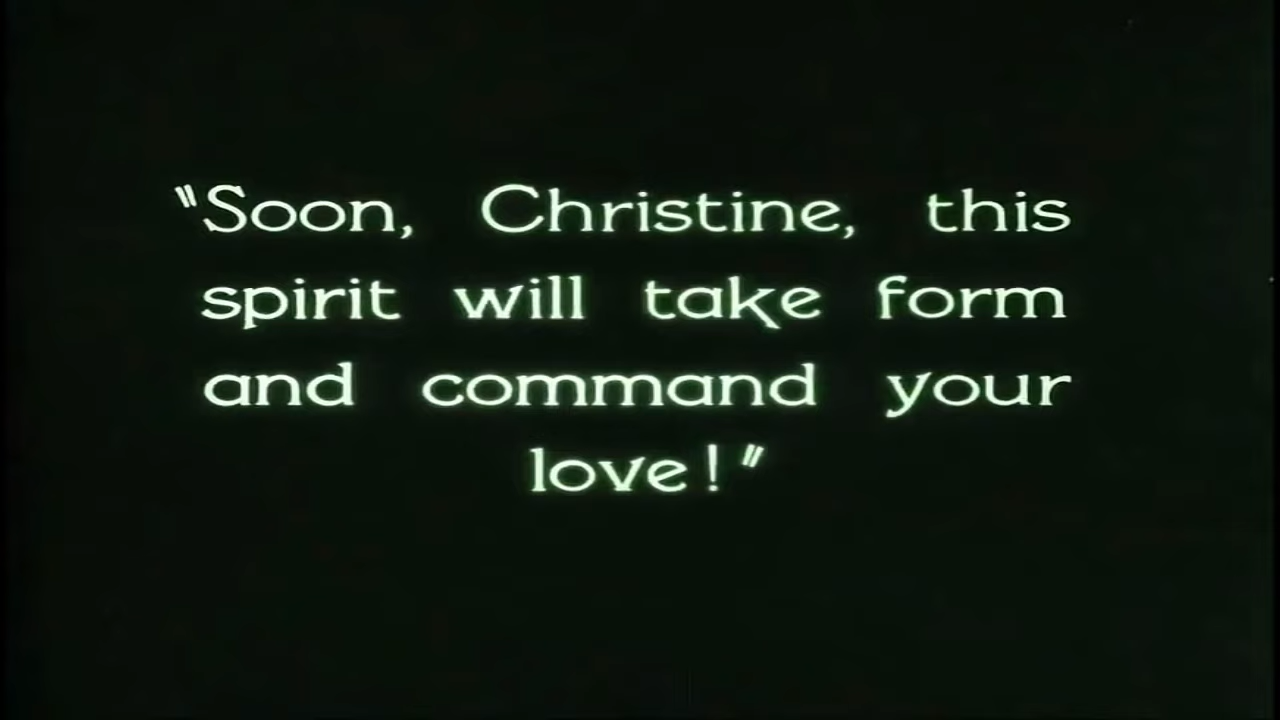 "Soon, Christine, this
spirit will take form
and command your
love!"